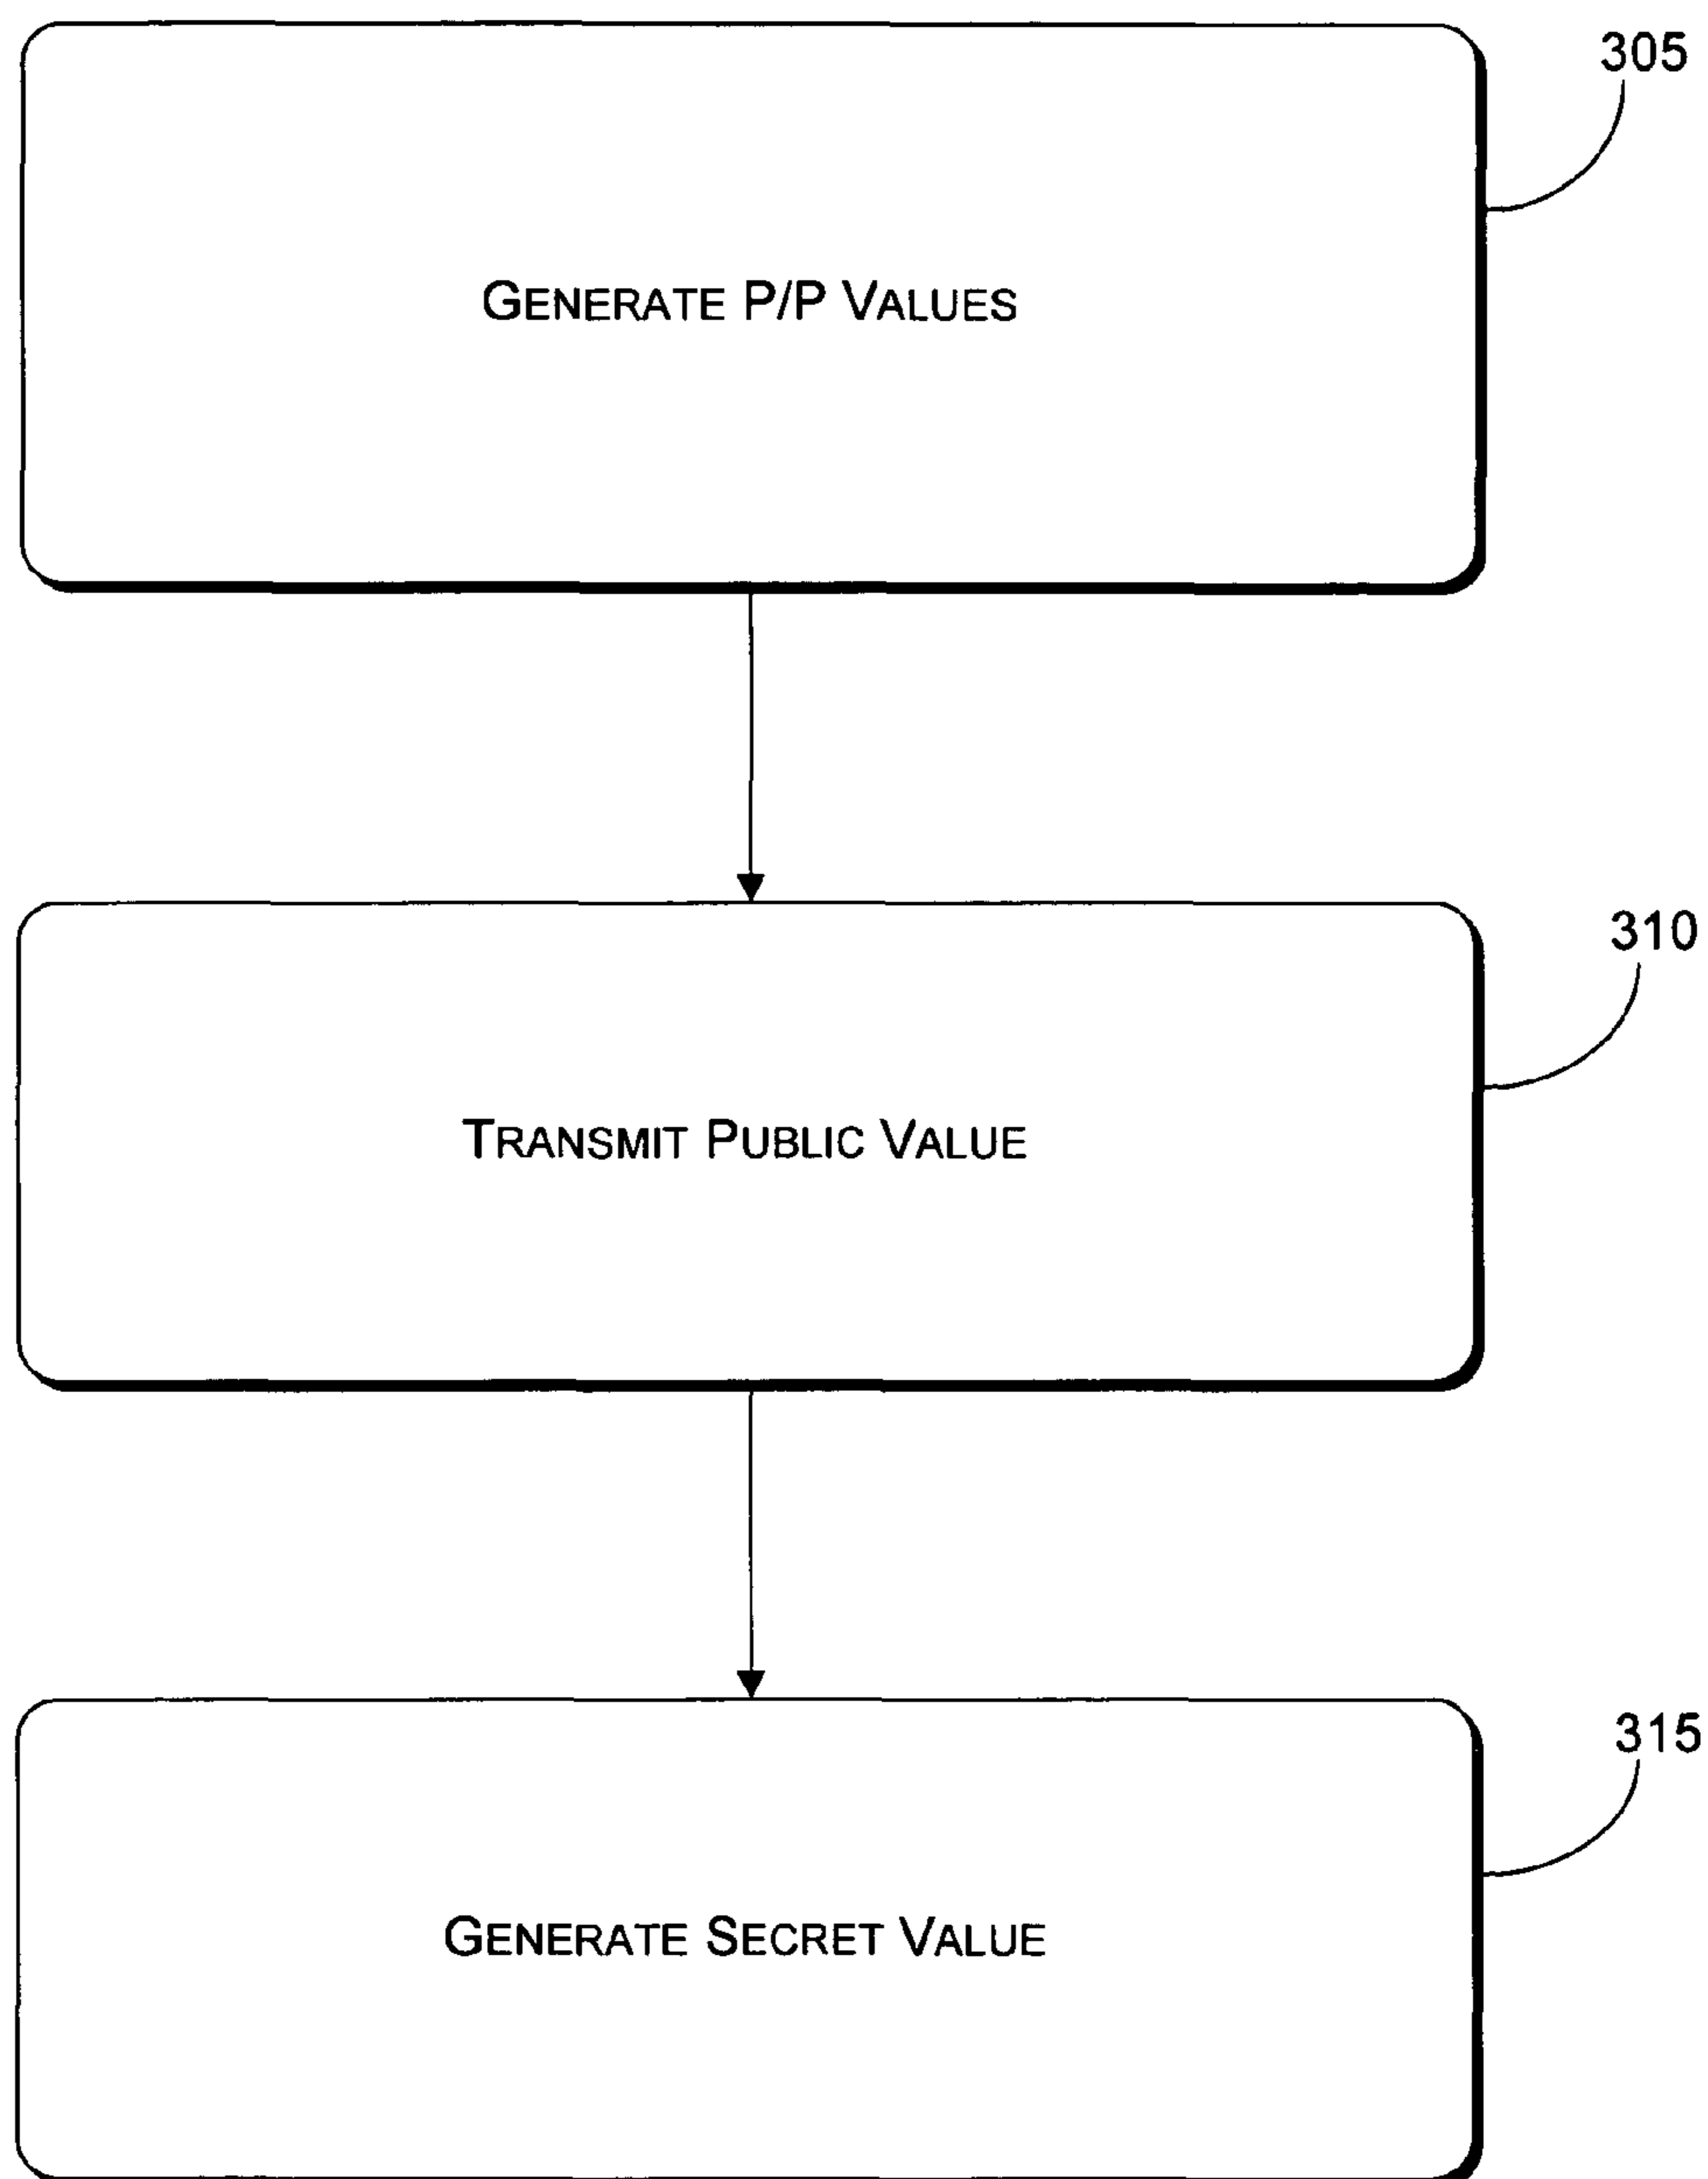 305
GENERATE P/P VALUES
310
TRANSMIT PUBLIC VALUE
315
GENERATE SECRET VALUE